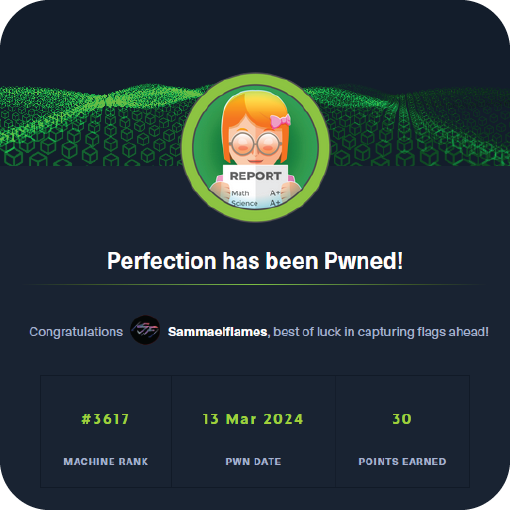 REPORT
Math A+
Science A+
Perfection has been Pwned!
Congratulations SF Sammaelflames, best of luck in capturing flags ahead!
#3617 13 Mar 2024 30
MACHINE RANK PWN DATE POINTS EARNED